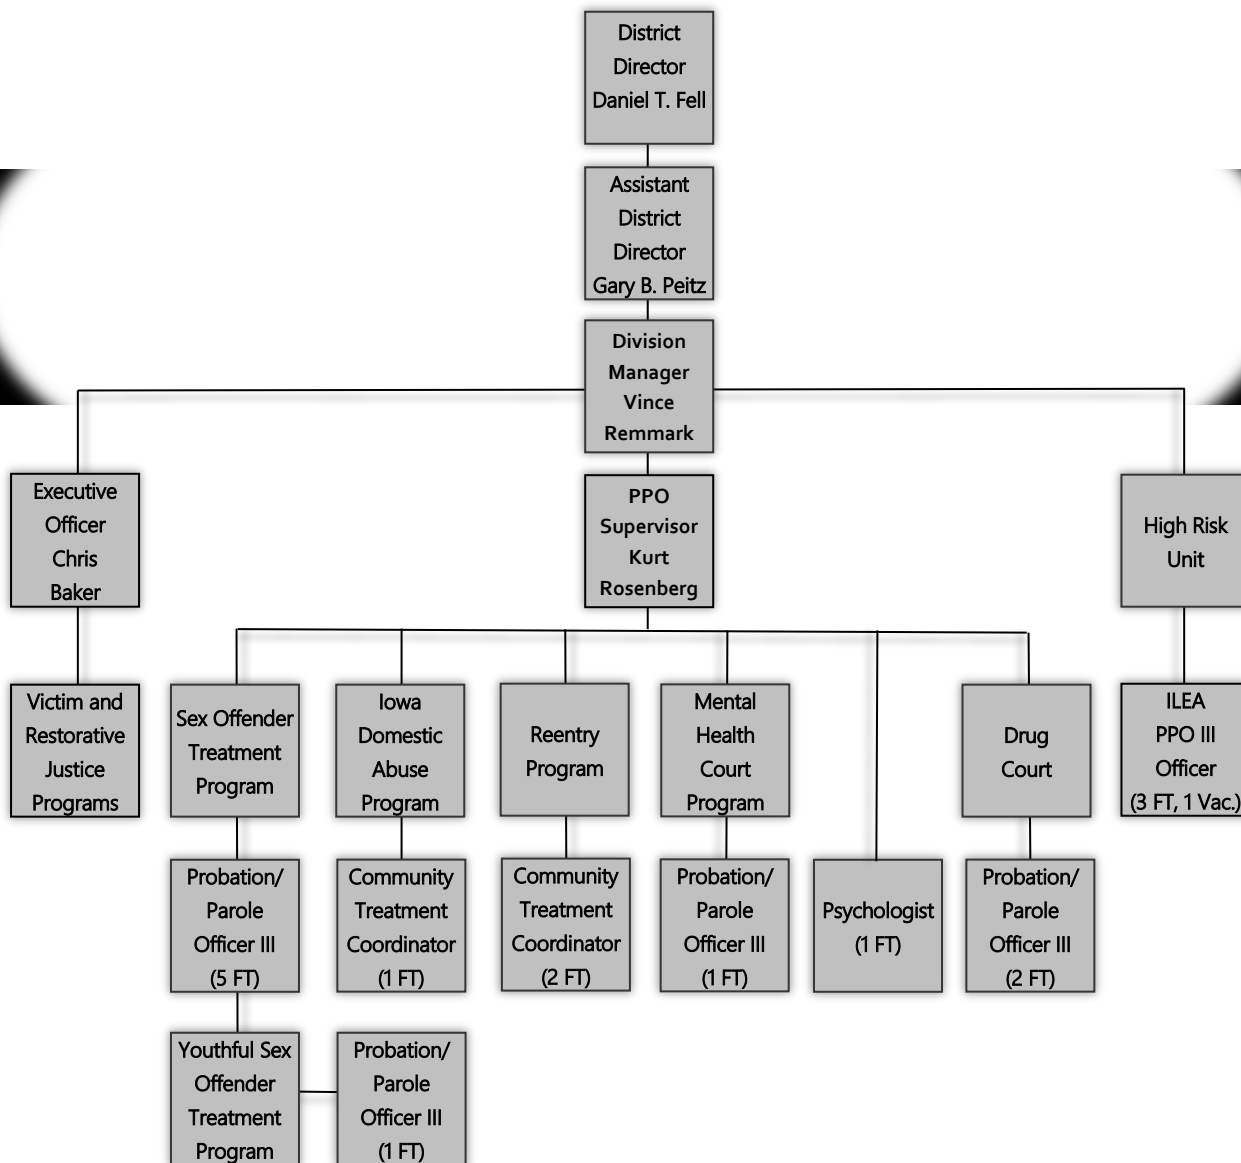 District
Director
Daniel T. Fell
Assistant
District
Director
Gary B. Peitz
Division
Manager
Vince
Remmark
Executive
Officer
Chris
Baker
PPO
Supervisor
Kurt
Rosenberg
High Risk
Unit
Victim and
Restorative
Justice
Programs
Sex Offender
Treatment
Program
Iowa
Domestic
Abuse
Program
Reentry
Program
Mental
Health
Court
Program
Drug
Court
ILEA
PPO III
Officer
(3 FT, 1 Vac.)
Probation/
Parole
Officer III
(5 FT)
Community
Treatment
Coordinator
(1 FT)
Community
Treatment
Coordinator
(2 FT)
Probation/
Parole
Officer III
(1 FT)
Psychologist
(1 FT)
Probation/
Parole
Officer III
(2 FT)
Youthful Sex
Offender
Treatment
Program
Probation/
Parole
Officer III
(1 FT)